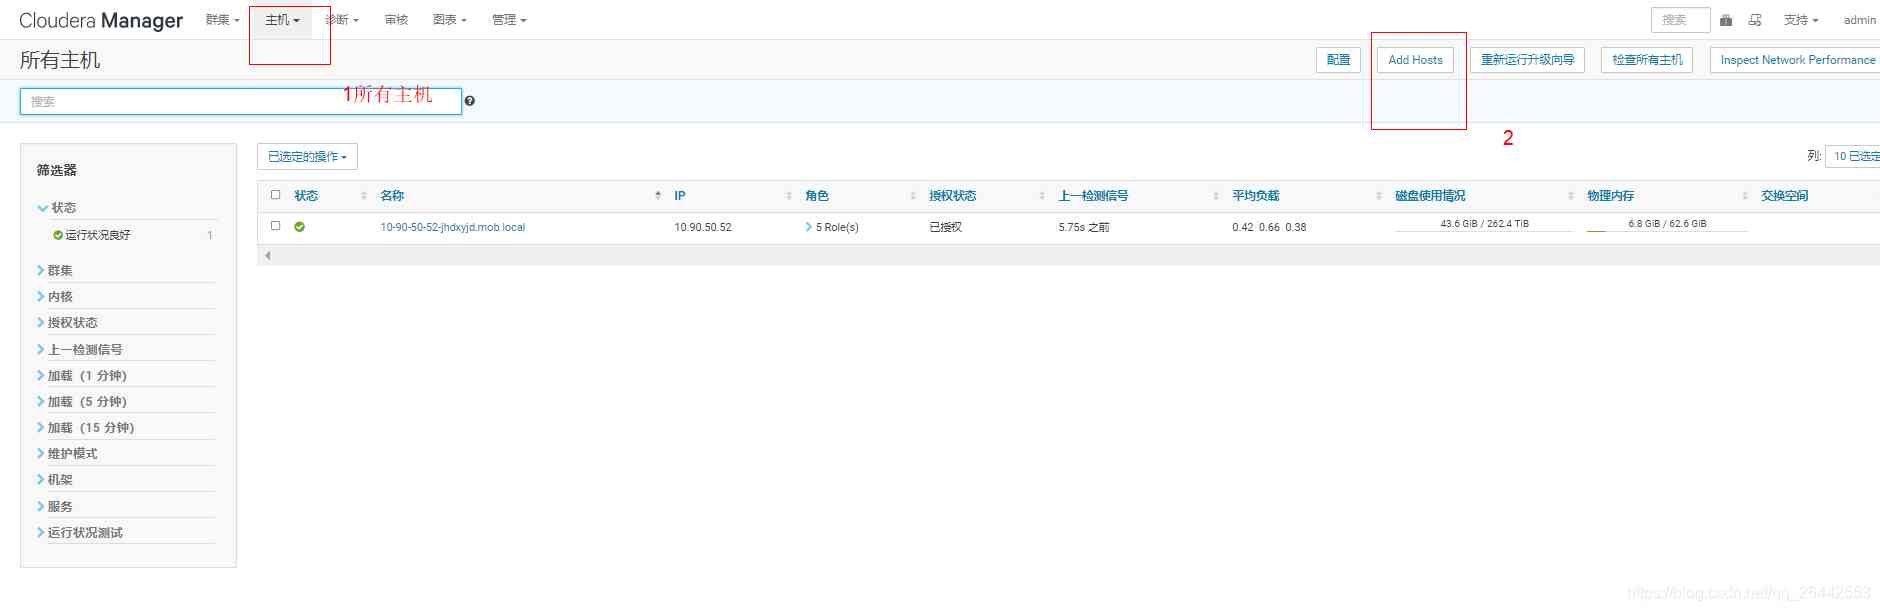 Cloudera Manager 群集 主机 诊断 审核 图表 管理 搜索 支持 admin
所有主机 配置 Add Hosts 重新运行升级向导 检查所有主机 Inspect Network Performance
搜索 1所有主机
2
筛选器
已选定的操作 列: 10 已选定
状态 名称 IP 角色 授权状态 上一检测信号 平均负载 磁盘使用情况 物理内存 交换空间
10-90-50-52-jhdxyjd.mob.local 10.90.50.52 5 Role(s) 已授权 5.75s 之前 0.42 0.66 0.38 43.6 GiB / 262.4 TiB 6.8 GiB / 62.6 GiB
状态
运行状况良好 1
群集
内核
授权状态
上一检测信号
加载 (1 分钟)
加载 (5 分钟)
加载 (15 分钟)
维护模式
机架
服务
运行状况测试
https://blog.csdn.net/qq_26442553